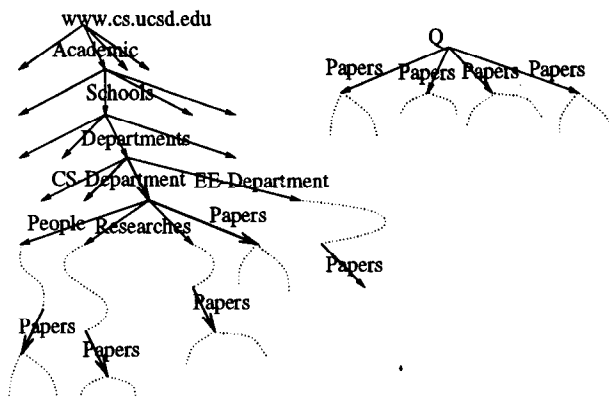 www.cs.ucsd.edu
Q
Academic
Papers Papers Papers Papers
Schools
Departments
CS-Department EE-Department
People Researches Papers
Papers
Papers
Papers
Papers